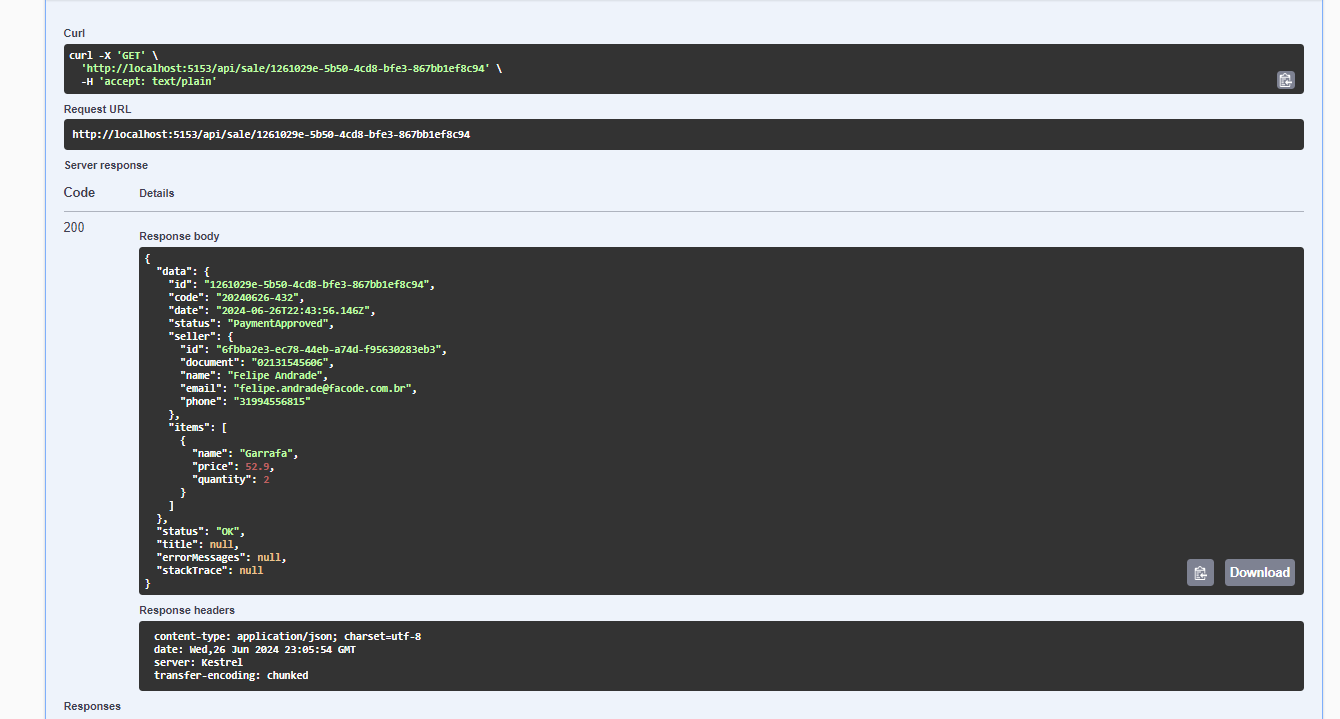 Curl
curl -X 'GET' \
  'http://localhost:5153/api/sale/1261029e-5b50-4cd8-bfe3-867bb1ef8c94' \
  -H 'accept: text/plain'
Request URL
http://localhost:5153/api/sale/1261029e-5b50-4cd8-bfe3-867bb1ef8c94
Server response
Code Details
200
Response body
{
  "data": {
    "id": "1261029e-5b50-4cd8-bfe3-867bb1ef8c94",
    "code": "20240626-432",
    "date": "2024-06-26T22:43:56.146Z",
    "status": "PaymentApproved",
    "seller": {
      "id": "6fbba2e3-ec78-44eb-a74d-f95630283eb3",
      "document": "02131545606",
      "name": "Felipe Andrade",
      "email": "felipe.andrade@facode.com.br",
      "phone": "31994556815"
    },
    "items": [
      {
        "name": "Garrafa",
        "price": 52.9,
        "quantity": 2
      }
    ]
  },
  "status": "OK",
  "title": null,
  "errorMessages": null,
  "stackTrace": null
}
Download
Response headers
content-type: application/json; charset=utf-8
date: Wed,26 Jun 2024 23:05:54 GMT
server: Kestrel
transfer-encoding: chunked
Responses